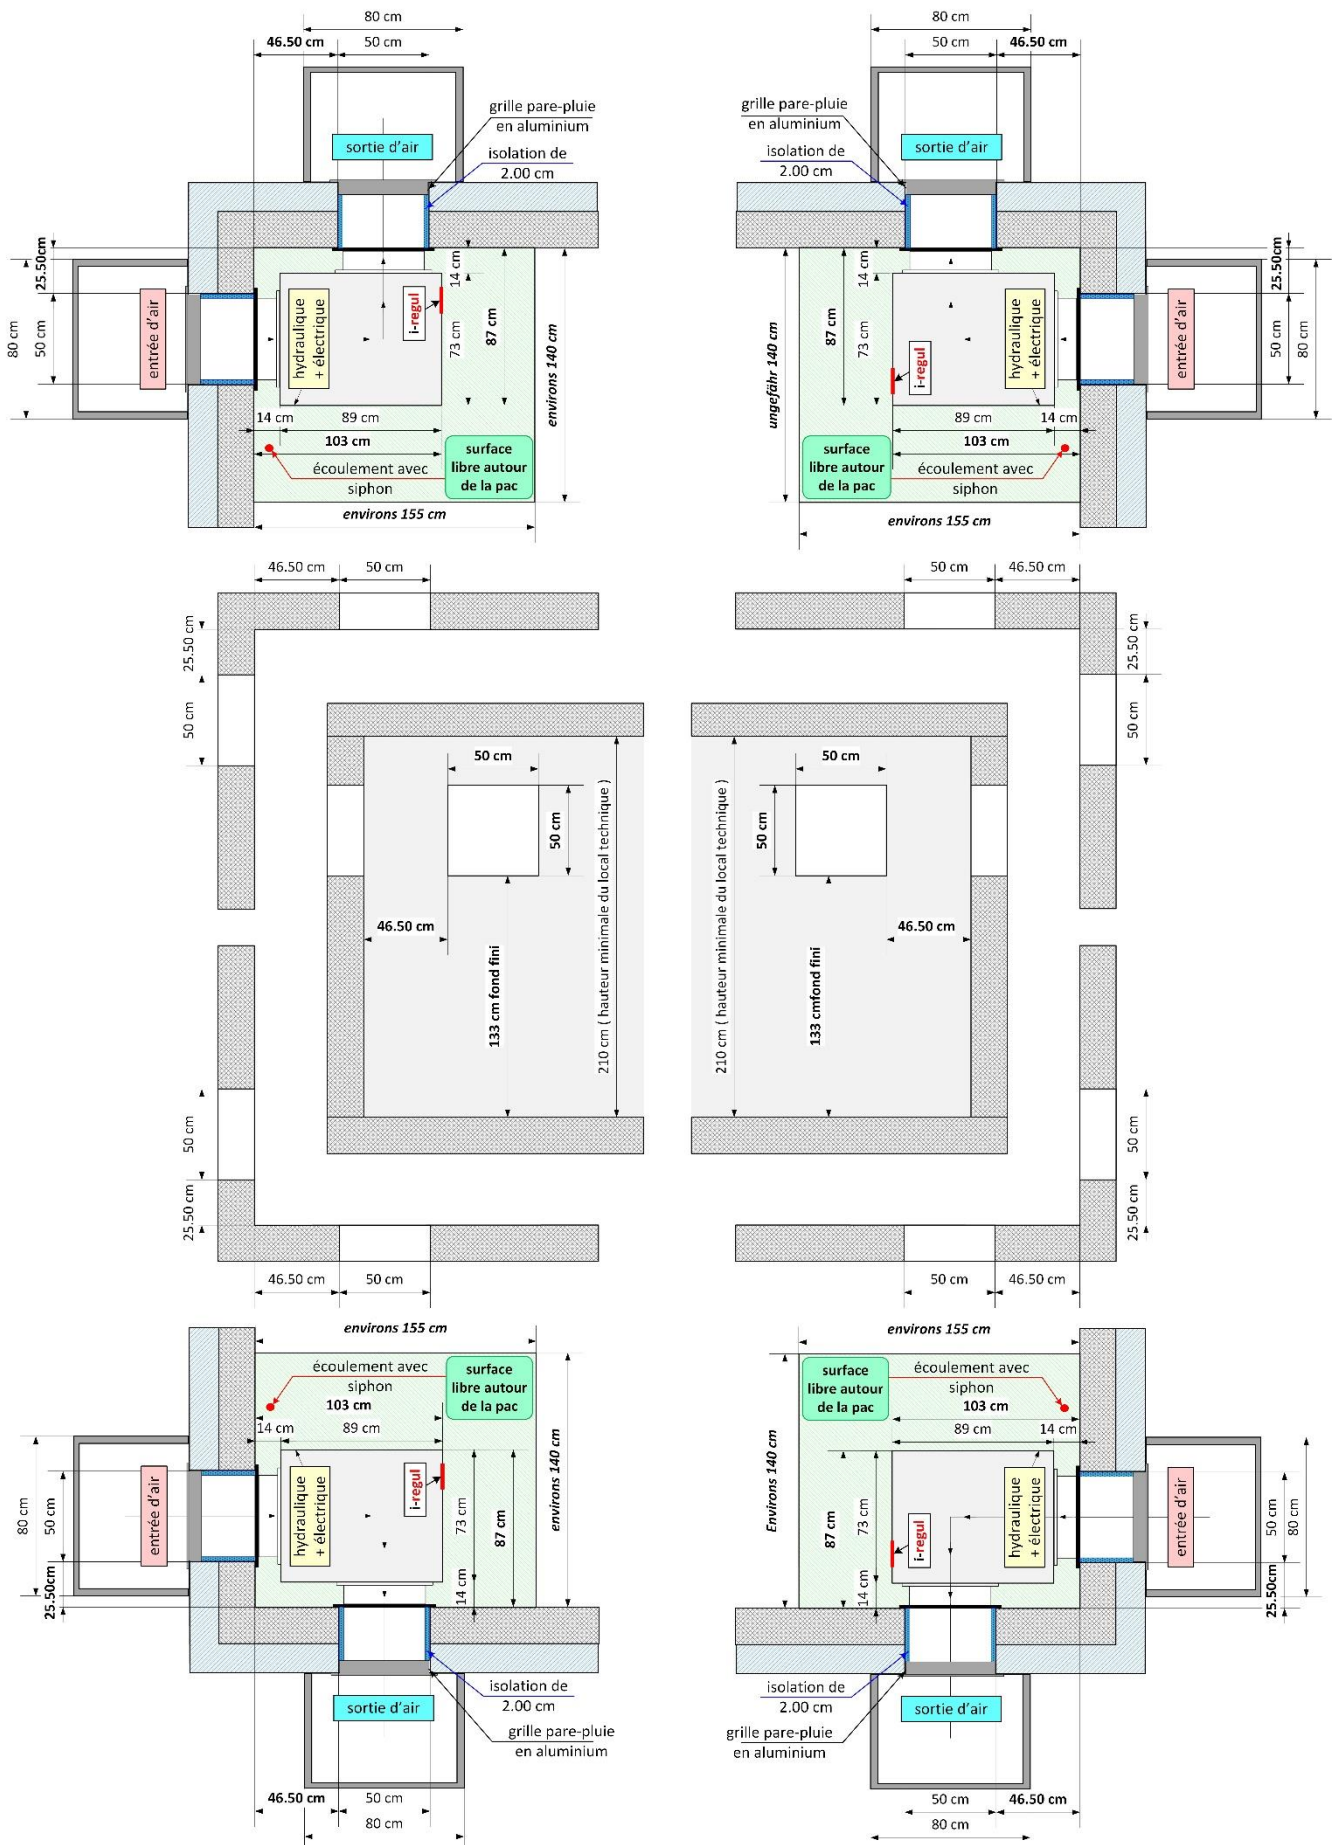 80 cm
46.50 cm
50 cm
grille pare-pluie
en aluminium
sortie d'air
isolation de
2.00 cm
25.50cm
80 cm
50 cm
entrée d'air
hydraulique
+ électrique
i-regul
14 cm
73 cm
87 cm
environs 140 cm
14 cm
89 cm
103 cm
écoulement avec
siphon
surface
libre autour
de la pac
environs 155 cm
80 cm
50 cm
46.50 cm
grille pare-pluie
en aluminium
sortie d'air
isolation de
2.00 cm
ungefähr 140 cm
87 cm
14 cm
73 cm
i-regul
hydraulique
+ électrique
entrée d'air
25.50cm
50 cm
80 cm
89 cm
14 cm
103 cm
surface
libre autour
de la pac
écoulement avec
siphon
environs 155 cm
46.50 cm
50 cm
50 cm
46.50 cm
25.50 cm
50 cm
25.50 cm
50 cm
50 cm
50 cm
46.50 cm
133 cm fond fini
210 cm ( hauteur minimale du local technique )
210 cm ( hauteur minimale du local technique )
50 cm
50 cm
46.50 cm
133 cmfond fini
50 cm
25.50 cm
50 cm
25.50 cm
46.50 cm
50 cm
50 cm
46.50 cm
environs 155 cm
écoulement avec
siphon
surface
libre autour
de la pac
103 cm
14 cm
89 cm
80 cm
50 cm
25.50cm
entrée d'air
hydraulique
+ électrique
i-regul
73 cm
14 cm
87 cm
environs 140 cm
isolation de
2.00 cm
sortie d'air
grille pare-pluie
en aluminium
46.50 cm
50 cm
80 cm
environs 155 cm
surface
libre autour
de la pac
écoulement avec
siphon
103 cm
89 cm
14 cm
Environs 140 cm
87 cm
73 cm
14 cm
i-regul
hydraulique
+ électrique
entrée d'air
50 cm
80 cm
25.50cm
isolation de
2.00 cm
sortie d'air
grille pare-pluie
en aluminium
50 cm
46.50 cm
80 cm